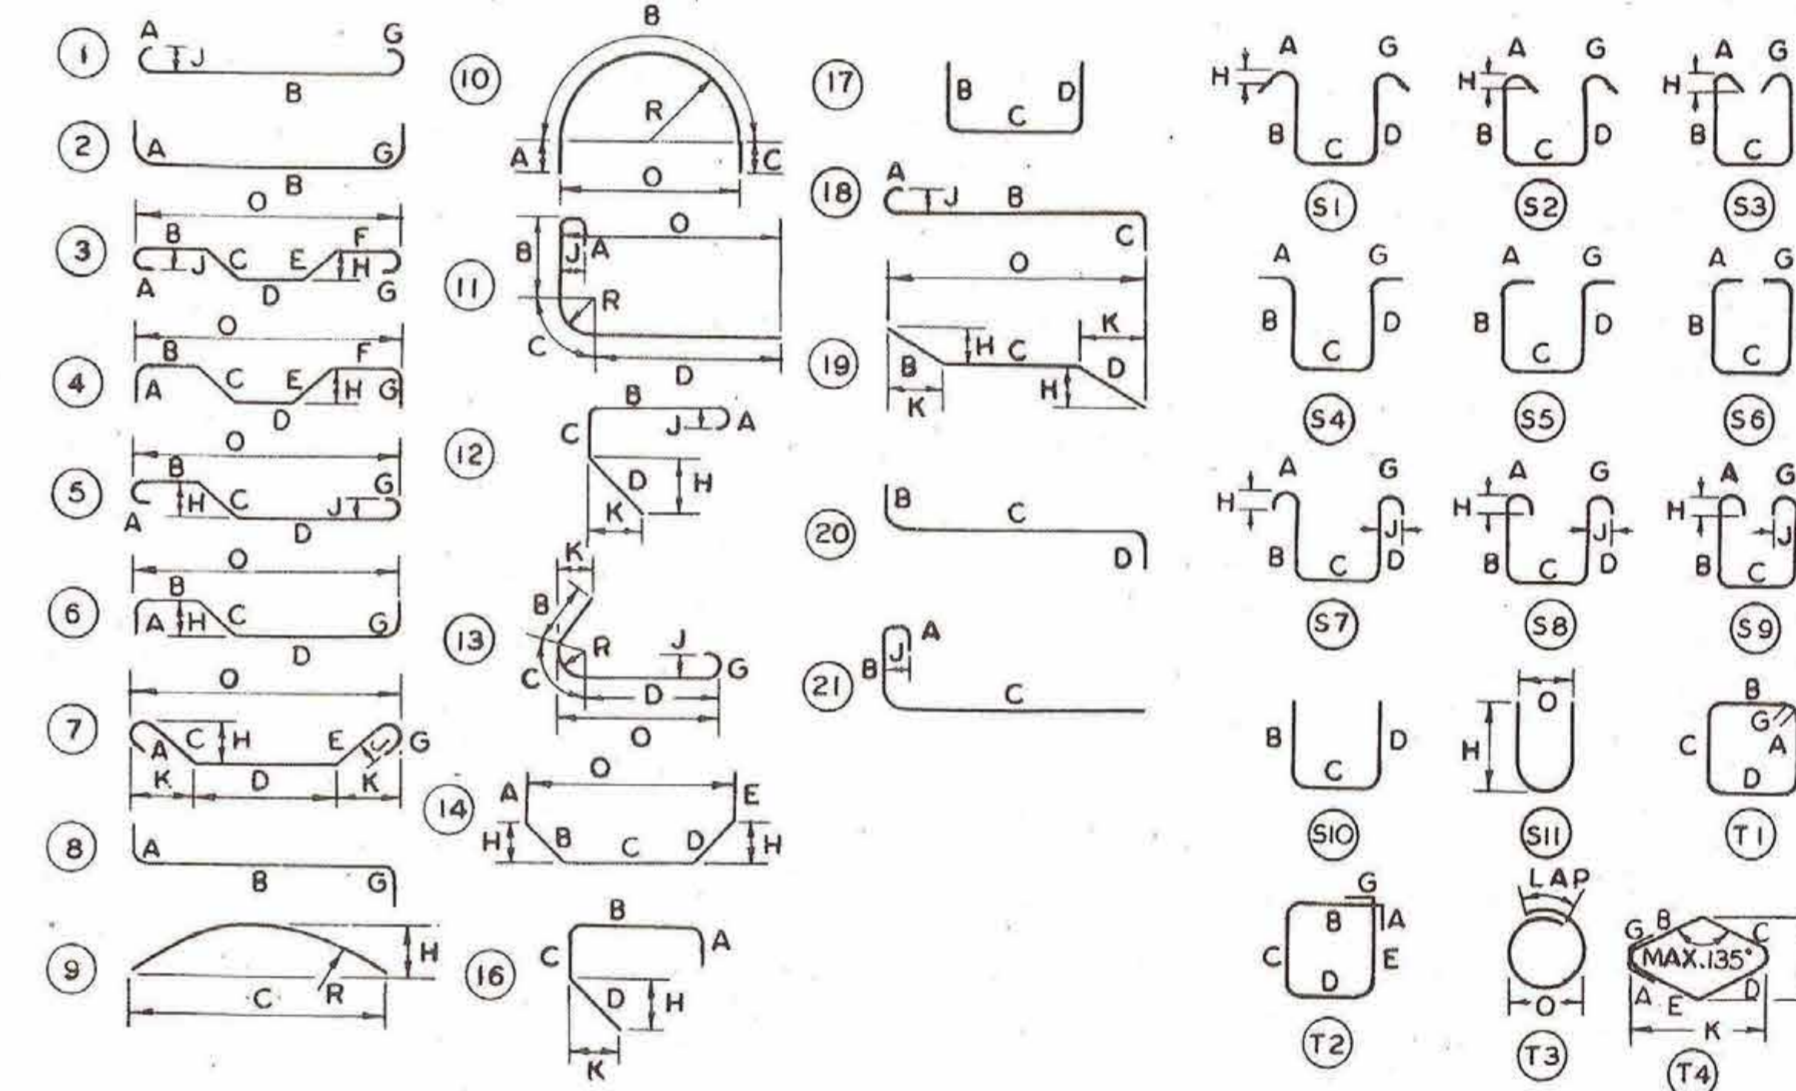 1 A J B G
2 A B G
3 O B J C E F H A D G
4 O B F A C E H G D
5 O B H C J G A D
6 O B A H C G D
7 O A C H E J G K D K
8 A B G
9 H C R
10 B R A C O
11 B J A O R C D
12 B J A C D H K
13 K B R J G C D O
14 O A E H B C D H
16 B C A D H K
17 B D C
18 A J B C
19 O H C K B H D K
20 B C D
21 A J B C
A G H B D C S1
A G H B D C S2
A G H B C S3
A G B D C S4
A G B D C S5
A G B C S6
A G H J B C D S7
A G H J B C D S8
A G H J B C S9
B D C S10
O H S11
B G C A D T1
G B A C E D T2
LAP O T3
G B C MAX.135° A E D K T4